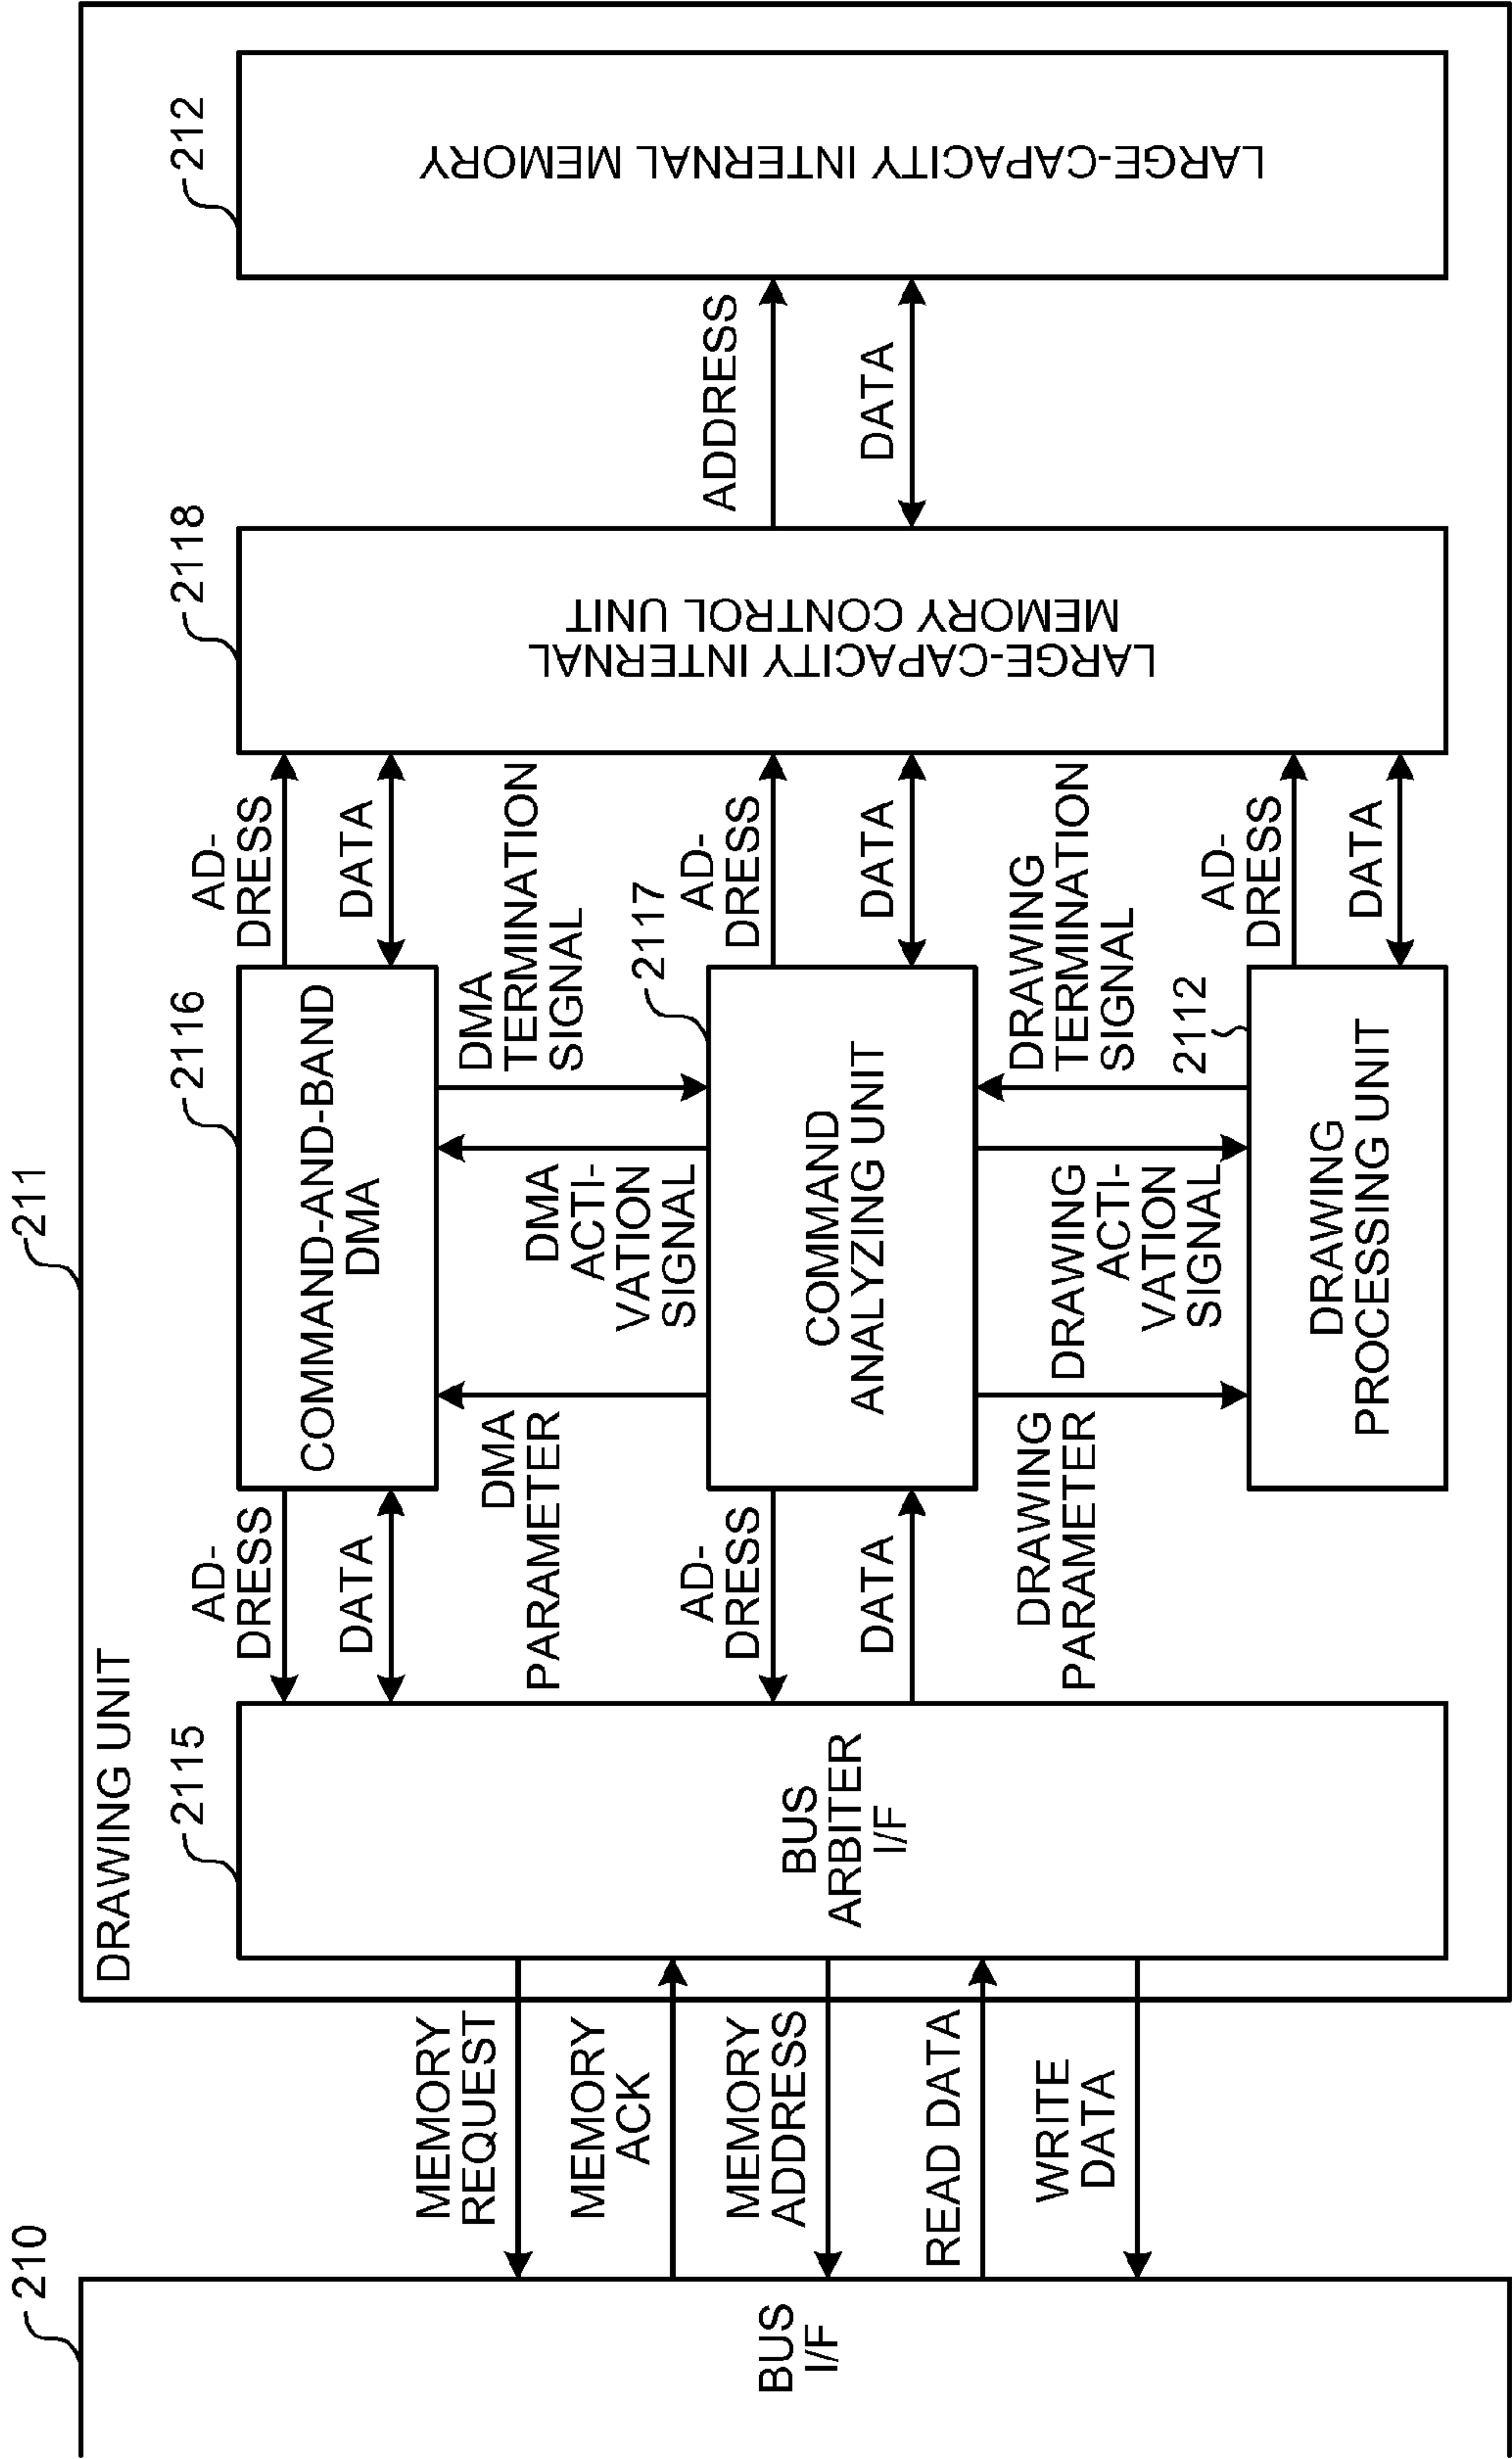 210
BUS
I/F
MEMORY
REQUEST
MEMORY
ACK
MEMORY
ADDRESS
READ DATA
WRITE
DATA
211
DRAWING UNIT
2115
BUS
ARBITER
I/F
AD-
DRESS
DATA
DMA
PARAMETER
AD-
DRESS
DATA
DRAWING
PARAMETER
2116
COMMAND-AND-BAND
DMA
DMA
ACTI-
VATION
SIGNAL
DMA
TERMINATION
SIGNAL
2117
COMMAND
ANALYZING UNIT
DRAWING
ACTI-
VATION
SIGNAL
DRAWING
TERMINATION
SIGNAL
2112
DRAWING
PROCESSING UNIT
AD-
DRESS
DATA
AD-
DRESS
DATA
AD-
DRESS
DATA
2118
LARGE-CAPACITY INTERNAL
MEMORY CONTROL UNIT
ADDRESS
DATA
212
LARGE-CAPACITY INTERNAL MEMORY